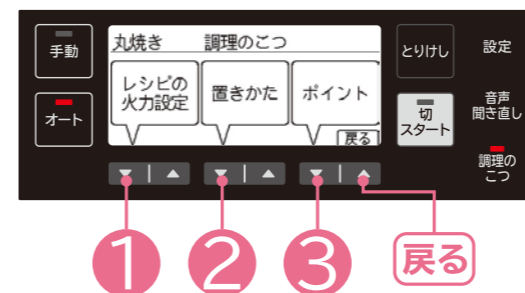 手動
オート
丸焼き 調理のこつ
レシピの
火力設定
置きかた
ポイント
戻る
とりけし
切
スタート
設定
音声
聞き直し
調理の
こつ
1
2
3
戻る